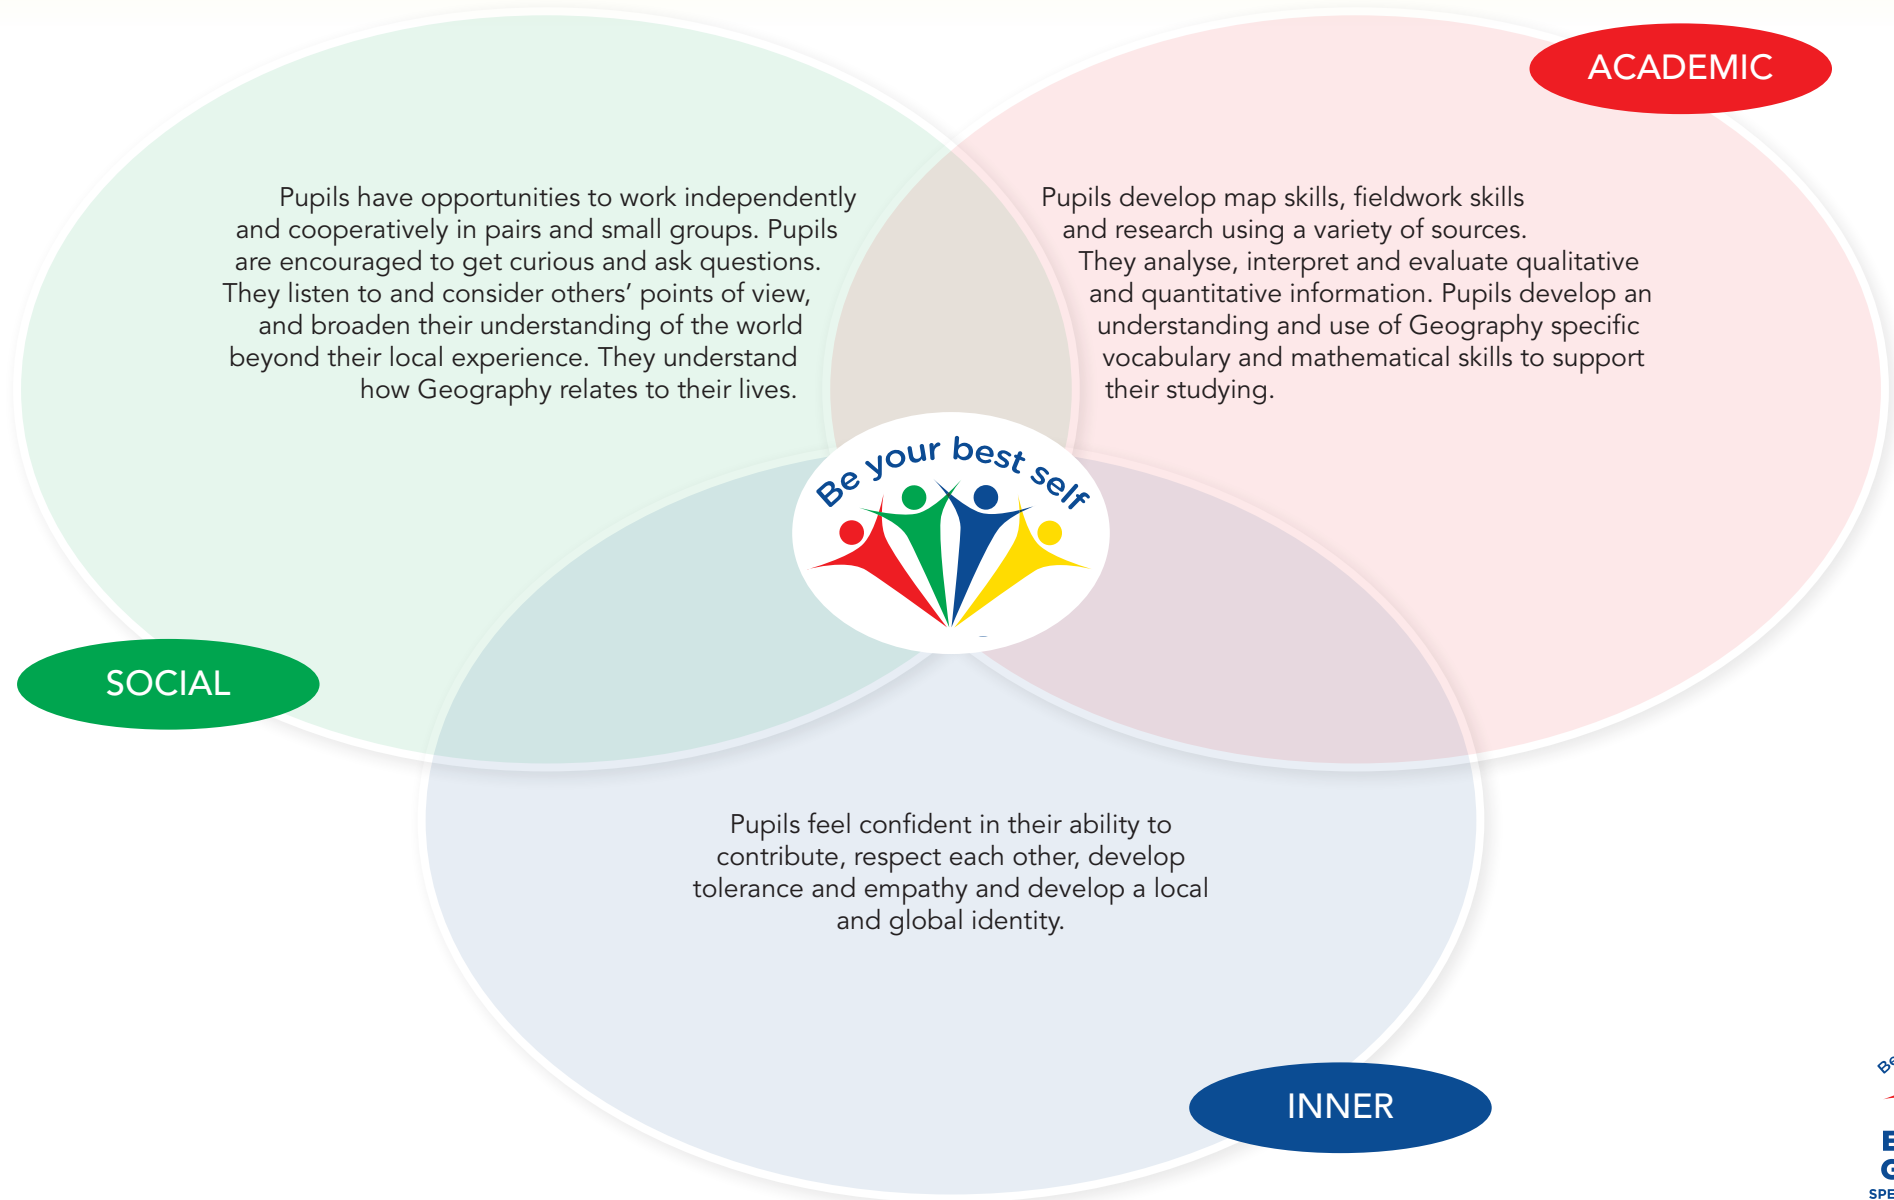 ACADEMIC
Pupils have opportunities to work independently
and cooperatively in pairs and small groups. Pupils
are encouraged to get curious and ask questions.
They listen to and consider others’ points of view,
and broaden their understanding of the world
beyond their local experience. They understand
how Geography relates to their lives.
Pupils develop map skills, fieldwork skills
and research using a variety of sources.
They analyse, interpret and evaluate qualitative
and quantitative information. Pupils develop an
understanding and use of Geography specific
vocabulary and mathematical skills to support
their studying.
Be your best self
SOCIAL
Pupils feel confident in their ability to
contribute, respect each other, develop
tolerance and empathy and develop a local
and global identity.
INNER
Be